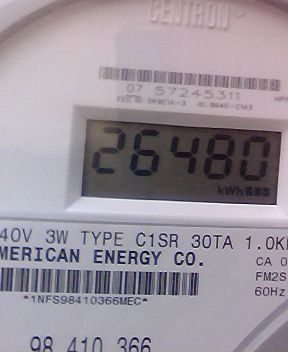 CENTRON
07 57245311
26480
kWh
40V 3W TYPE C1SR 30TA 1.0K
MERICAN ENERGY CO.
CA 0
FM2S
60Hz
*1NFS98410366MEC*
98 410 366